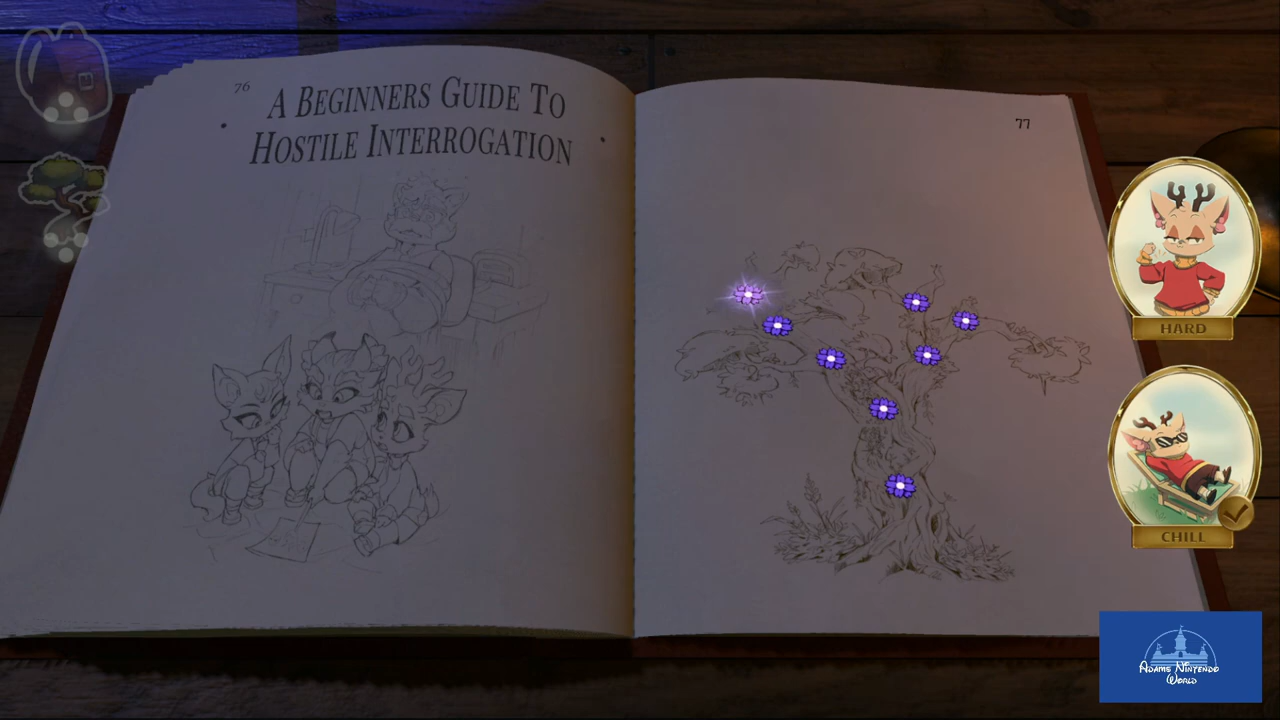 76
A BEGINNERS GUIDE TO
HOSTILE INTERROGATION
77
HARD
CHILL
ADAMS NINTENDO
WORLD